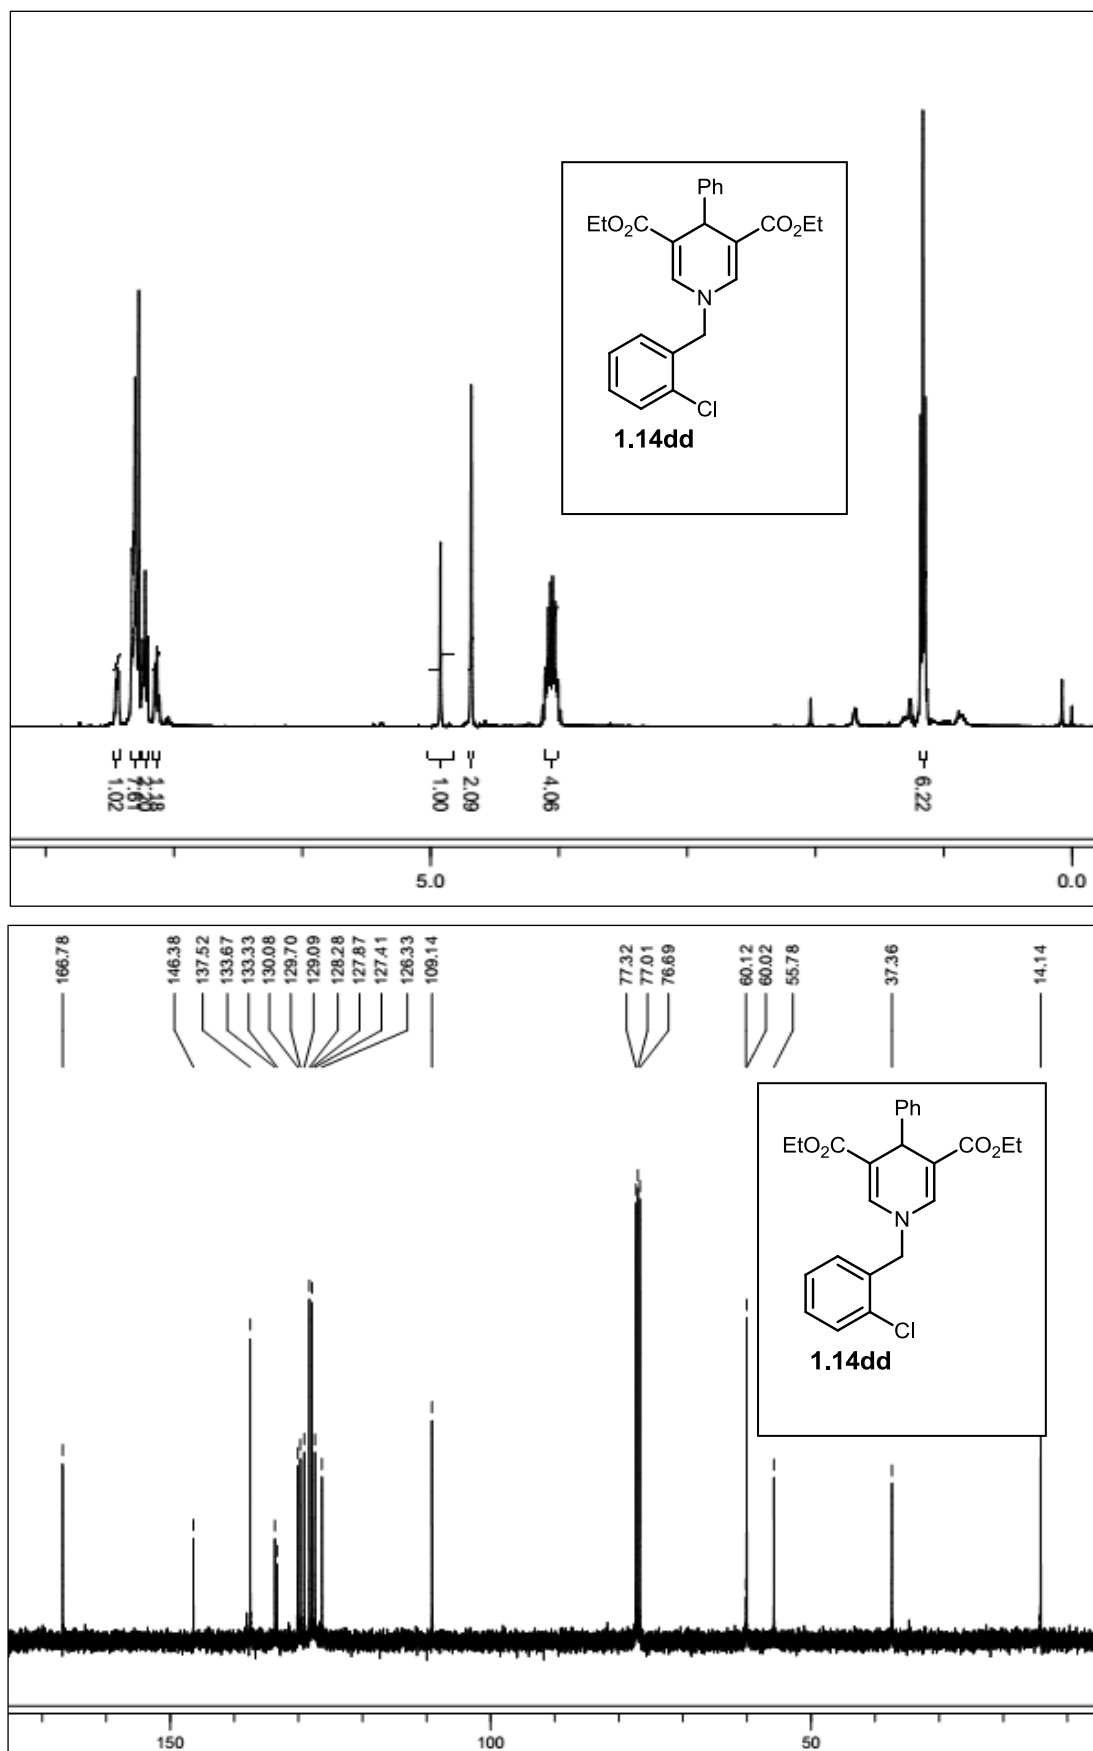 Ph
EtO2C CO2Et
N
Cl
1.14dd
1.02 7.61 2.20 1.18 1.00 2.09 4.06 6.22
5.0 0.0
166.78 146.38 137.52 133.67 133.33 130.08 129.70 129.09 128.28 127.87 127.41 126.33 109.14 77.32 77.01 76.69 60.12 60.02 55.78 37.36 14.14
Ph
EtO2C CO2Et
N
Cl
1.14dd
150 100 50